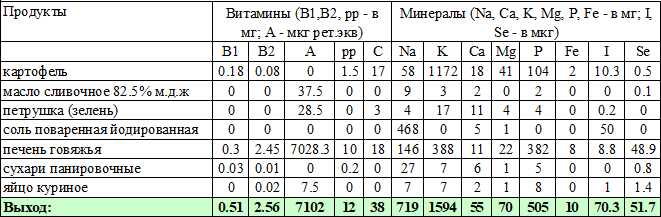 Продукты Витамины (B1,B2, рр - в мг; А - мкг рет.экв) Минералы (Na, Ca, K, Mg, P, Fe - в мг; I, Se - в мкг)
B1 B2 A pp C Na K Ca Mg P Fe I Se
картофель 0.18 0.08 0 1.5 17 58 1172 18 41 104 2 10.3 0.5
масло сливочное 82.5% м.д.ж 0 0 37.5 0 0 9 3 2 0 2 0 0 0.1
петрушка (зелень) 0 0 28.5 0 3 4 17 11 4 4 0 0.2 0
соль поваренная йодированная 0 0 0 0 0 468 0 5 1 0 0 50 0
печень говяжья 0.3 2.45 7028.3 10 18 146 388 11 22 382 8 8.8 48.9
сухари панировочные 0.03 0.01 0 0.2 0 27 7 6 1 5 0 0 0.8
яйцо куриное 0 0.02 7.5 0 0 7 7 2 1 8 0 1 1.4
Выход: 0.51 2.56 7102 12 38 719 1594 55 70 505 10 70.3 51.7